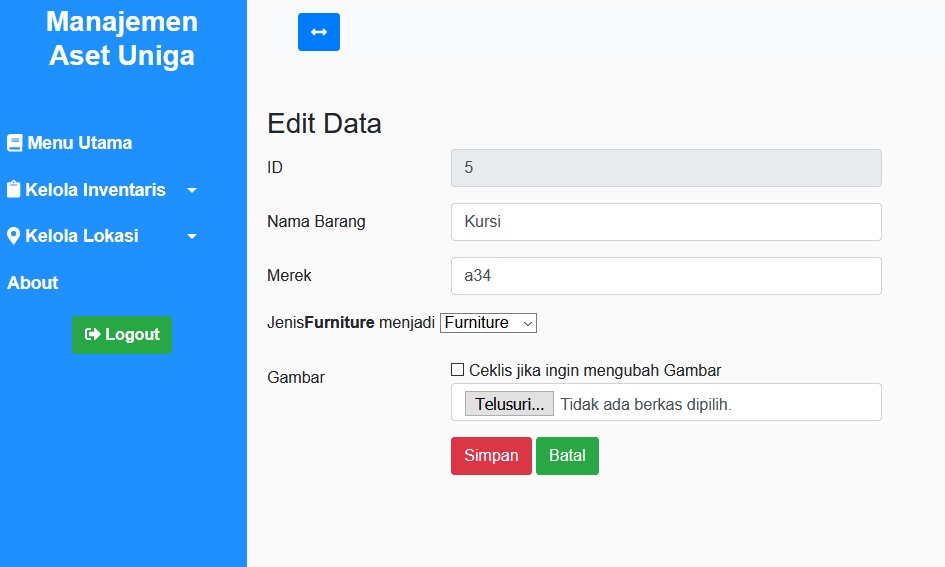 Manajemen
Aset Uniga
Menu Utama
Kelola Inventaris
Kelola Lokasi
About
Logout
Edit Data
ID
5
Nama Barang
Kursi
Merek
a34
JenisFurniture menjadi Furniture
Gambar
Ceklis jika ingin mengubah Gambar
Telusuri... Tidak ada berkas dipilih.
Simpan Batal